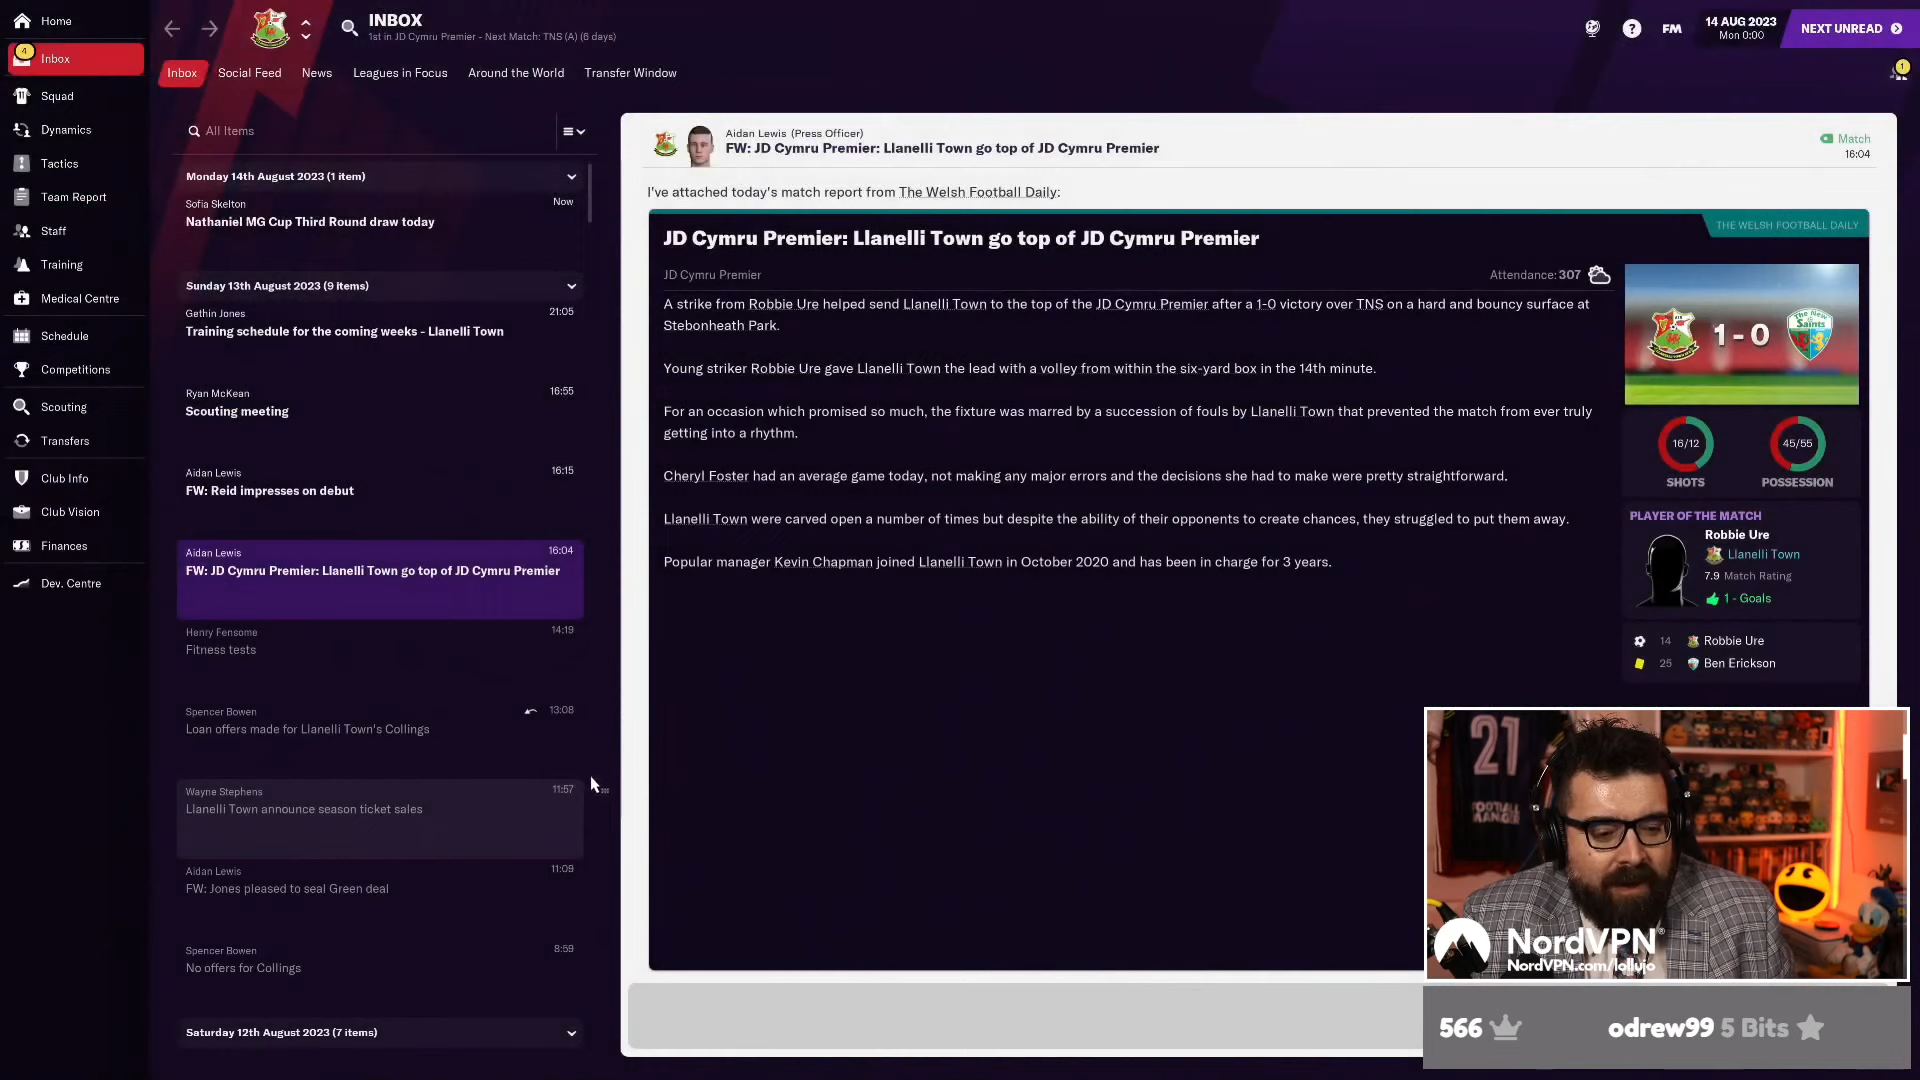 Home
4
Inbox
Squad
Dynamics
Tactics
Team Report
Staff
Training
Medical Centre
Schedule
Competitions
Scouting
Transfers
Club Info
Club Vision
Finances
Dev. Centre
INBOX
1st in JD Cymru Premier - Next Match: TNS (A) (6 days)
FM
14 AUG 2023
Mon 0:00
NEXT UNREAD
1
Inbox Social Feed News Leagues in Focus Around the World Transfer Window
All Items
Monday 14th August 2023 (1 item)
Sofia Skelton Now
Nathaniel MG Cup Third Round draw today
Sunday 13th August 2023 (9 items)
Gethin Jones 21:05
Training schedule for the coming weeks - Llanelli Town
Ryan McKean 16:55
Scouting meeting
Aidan Lewis 16:15
FW: Reid impresses on debut
Aidan Lewis 16:04
FW: JD Cymru Premier: Llanelli Town go top of JD Cymru Premier
Henry Fensome 14:19
Fitness tests
Spencer Bowen 13:08
Loan offers made for Llanelli Town's Collings
Wayne Stephens 11:57
Llanelli Town announce season ticket sales
Aidan Lewis 11:09
FW: Jones pleased to seal Green deal
Spencer Bowen 8:59
No offers for Collings
Saturday 12th August 2023 (7 items)
Aidan Lewis (Press Officer)
FW: JD Cymru Premier: Llanelli Town go top of JD Cymru Premier
Match
16:04
I've attached today's match report from The Welsh Football Daily:
THE WELSH FOOTBALL DAILY
JD Cymru Premier: Llanelli Town go top of JD Cymru Premier
JD Cymru Premier Attendance: 307
A strike from Robbie Ure helped send Llanelli Town to the top of the JD Cymru Premier after a 1-0 victory over TNS on a hard and bouncy surface at
Stebonheath Park.
Young striker Robbie Ure gave Llanelli Town the lead with a volley from within the six-yard box in the 14th minute.
For an occasion which promised so much, the fixture was marred by a succession of fouls by Llanelli Town that prevented the match from ever truly
getting into a rhythm.
Cheryl Foster had an average game today, not making any major errors and the decisions she had to make were pretty straightforward.
Llanelli Town were carved open a number of times but despite the ability of their opponents to create chances, they struggled to put them away.
Popular manager Kevin Chapman joined Llanelli Town in October 2020 and has been in charge for 3 years.
1 - 0
The New
Saints
16/12
SHOTS
45/55
POSSESSION
PLAYER OF THE MATCH
Robbie Ure
Llanelli Town
7.9 Match Rating
1 - Goals
14 Robbie Ure
25 Ben Erickson
21
FOOTBALL
MANAGER
NordVPN®
NordVPN.com/lollujo
566
odrew99 5 Bits